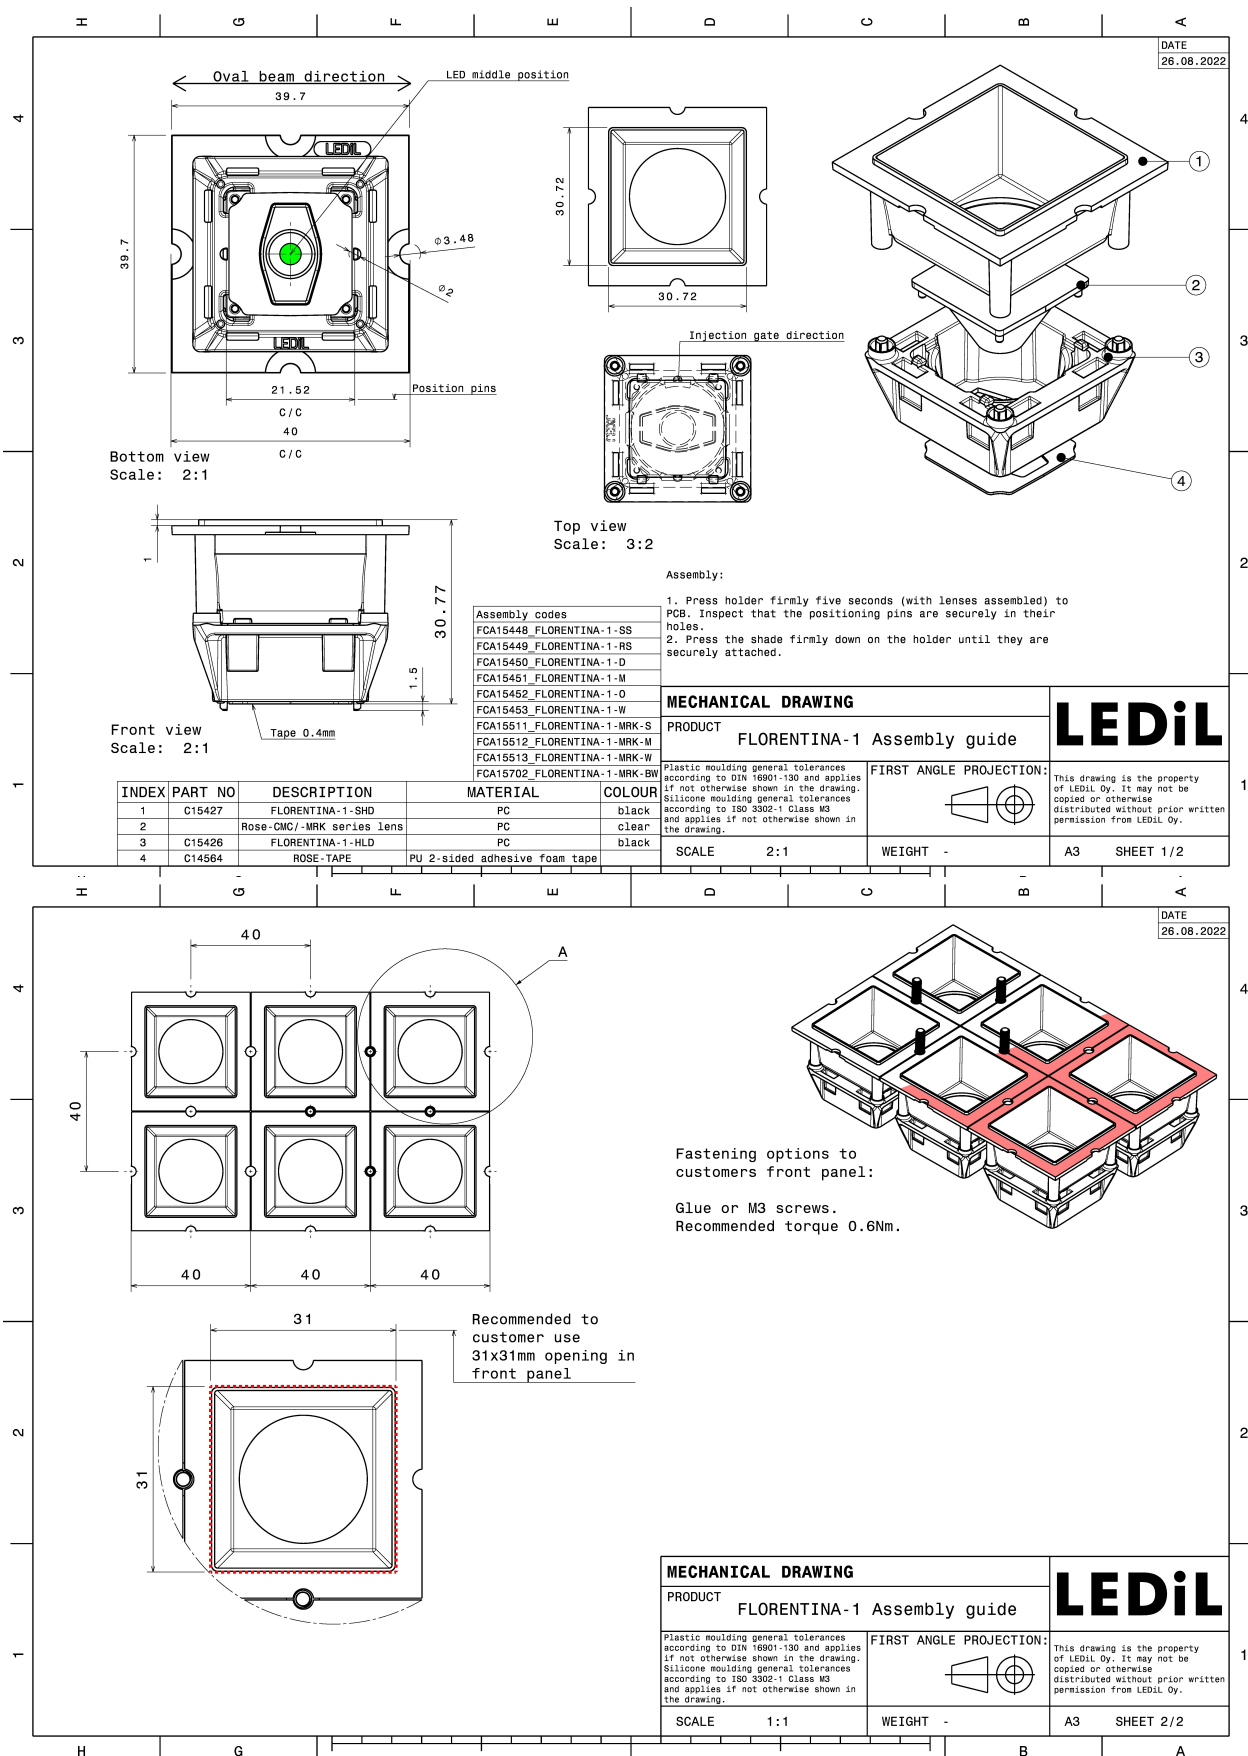 H G F E D C B A
DATE
26.08.2022
4
4
3
3
2
2
1
1
Oval beam direction
LED middle position
39.7
39.7
LEDiL
LEDiL
ø3.48
ø2
21.52
C/C
40
C/C
Position pins
Bottom view
Scale: 2:1
30.72
30.72
Injection gate direction
Top view
Scale: 3:2
1
2
3
4
1
30.77
1.5
Tape 0.4mm
Front view
Scale: 2:1
Assembly:
1. Press holder firmly five seconds (with lenses assembled) to
PCB. Inspect that the positioning pins are securely in their
holes.
2. Press the shade firmly down on the holder until they are
securely attached.
Assembly codes
FCA15448_FLORENTINA-1-SS
FCA15449_FLORENTINA-1-RS
FCA15450_FLORENTINA-1-D
FCA15451_FLORENTINA-1-M
FCA15452_FLORENTINA-1-O
FCA15453_FLORENTINA-1-W
FCA15511_FLORENTINA-1-MRK-S
FCA15512_FLORENTINA-1-MRK-M
FCA15513_FLORENTINA-1-MRK-W
FCA15702_FLORENTINA-1-MRK-BW
INDEX PART NO DESCRIPTION MATERIAL COLOUR
1 C15427 FLORENTINA-1-SHD PC black
2 Rose-CMC/-MRK series lens PC clear
3 C15426 FLORENTINA-1-HLD PC black
4 C14564 ROSE-TAPE PU 2-sided adhesive foam tape
MECHANICAL DRAWING
PRODUCT
FLORENTINA-1 Assembly guide
LEDiL
Plastic moulding general tolerances
according to DIN 16901-130 and applies
if not otherwise shown in the drawing.
Silicone moulding general tolerances
according to ISO 3302-1 Class M3
and applies if not otherwise shown in
the drawing.
FIRST ANGLE PROJECTION:
This drawing is the property
of LEDiL Oy. It may not be
copied or otherwise
distributed without prior written
permission from LEDiL Oy.
SCALE 2:1
WEIGHT -
A3 SHEET 1/2
H G F E D C B A
DATE
26.08.2022
4
4
3
3
2
2
1
1
40
A
40
40 40 40
Fastening options to
customers front panel:
Glue or M3 screws.
Recommended torque 0.6Nm.
31
31
Recommended to
customer use
31x31mm opening in
front panel
MECHANICAL DRAWING
PRODUCT
FLORENTINA-1 Assembly guide
LEDiL
Plastic moulding general tolerances
according to DIN 16901-130 and applies
if not otherwise shown in the drawing.
Silicone moulding general tolerances
according to ISO 3302-1 Class M3
and applies if not otherwise shown in
the drawing.
FIRST ANGLE PROJECTION:
This drawing is the property
of LEDiL Oy. It may not be
copied or otherwise
distributed without prior written
permission from LEDiL Oy.
SCALE 1:1
WEIGHT -
A3 SHEET 2/2
H G B A